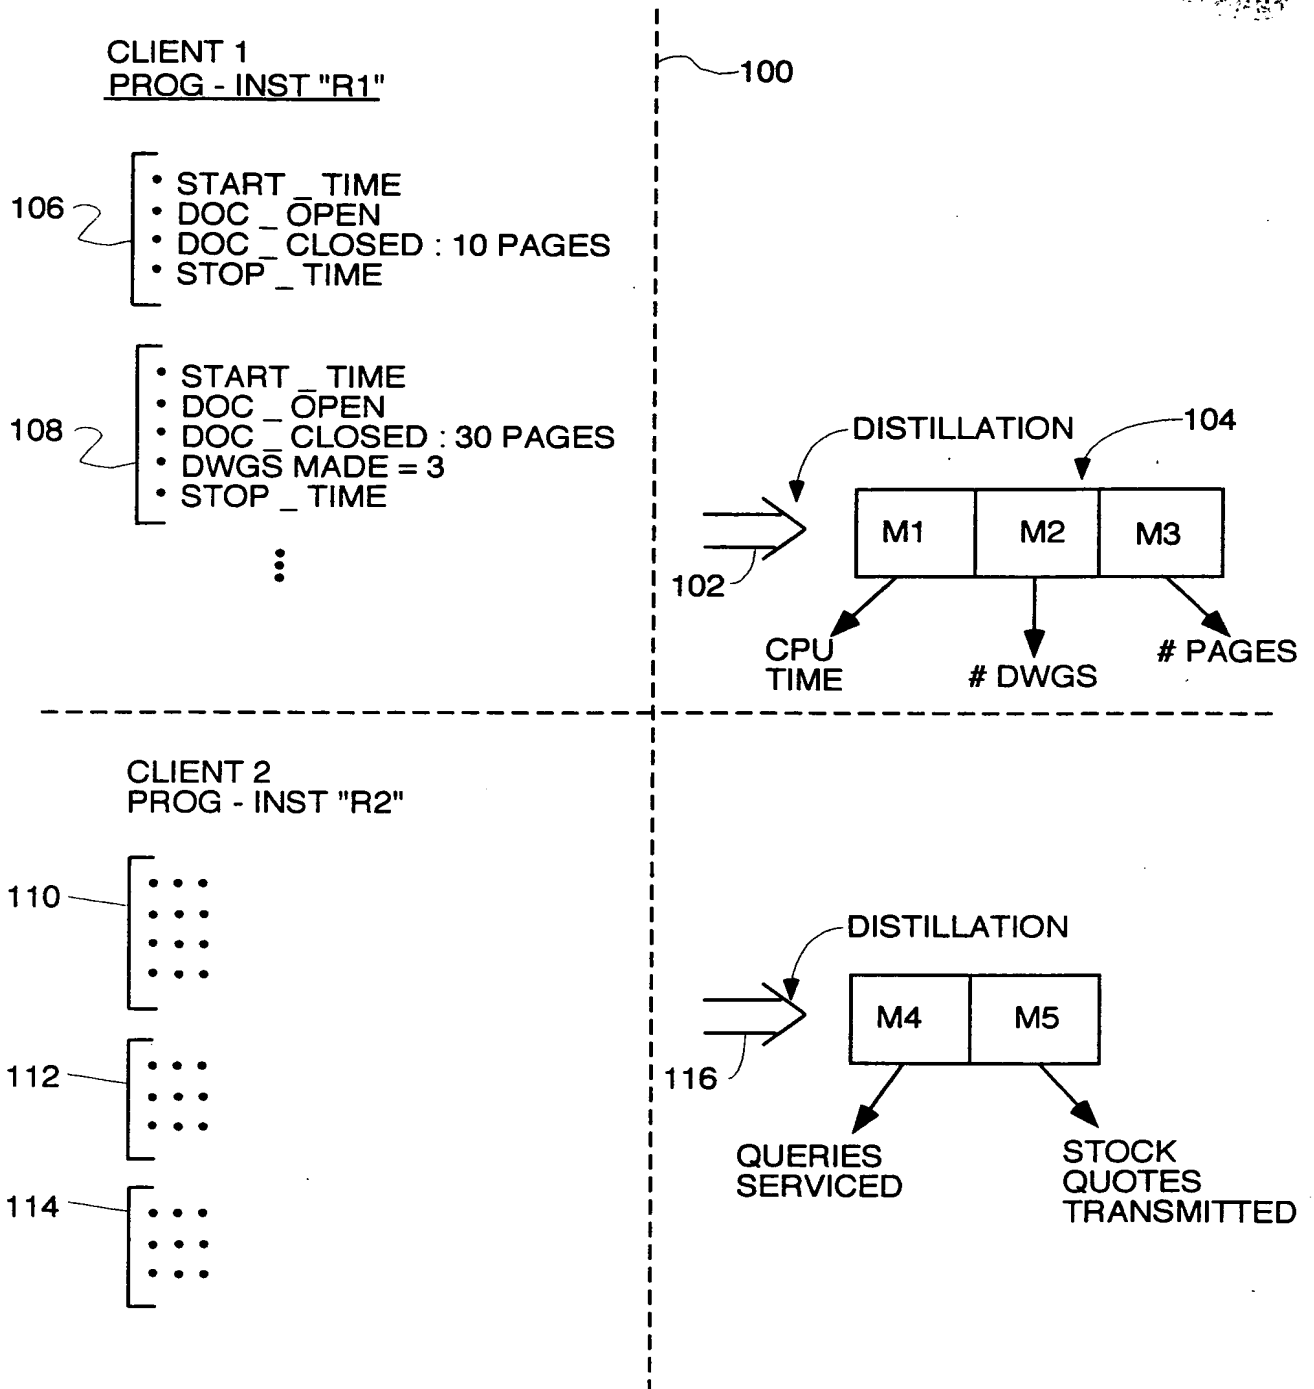 CLIENT 1
PROG - INST "R1"
100
106
• START _ TIME
• DOC _ OPEN
• DOC _ CLOSED : 10 PAGES
• STOP _ TIME
108
• START _ TIME
• DOC _ OPEN
• DOC _ CLOSED : 30 PAGES
• DWGS MADE = 3
• STOP _ TIME
DISTILLATION
104
102
M1 M2 M3
CPU
TIME
# DWGS
# PAGES
CLIENT 2
PROG - INST "R2"
110
112
114
DISTILLATION
116
M4 M5
QUERIES
SERVICED
STOCK
QUOTES
TRANSMITTED